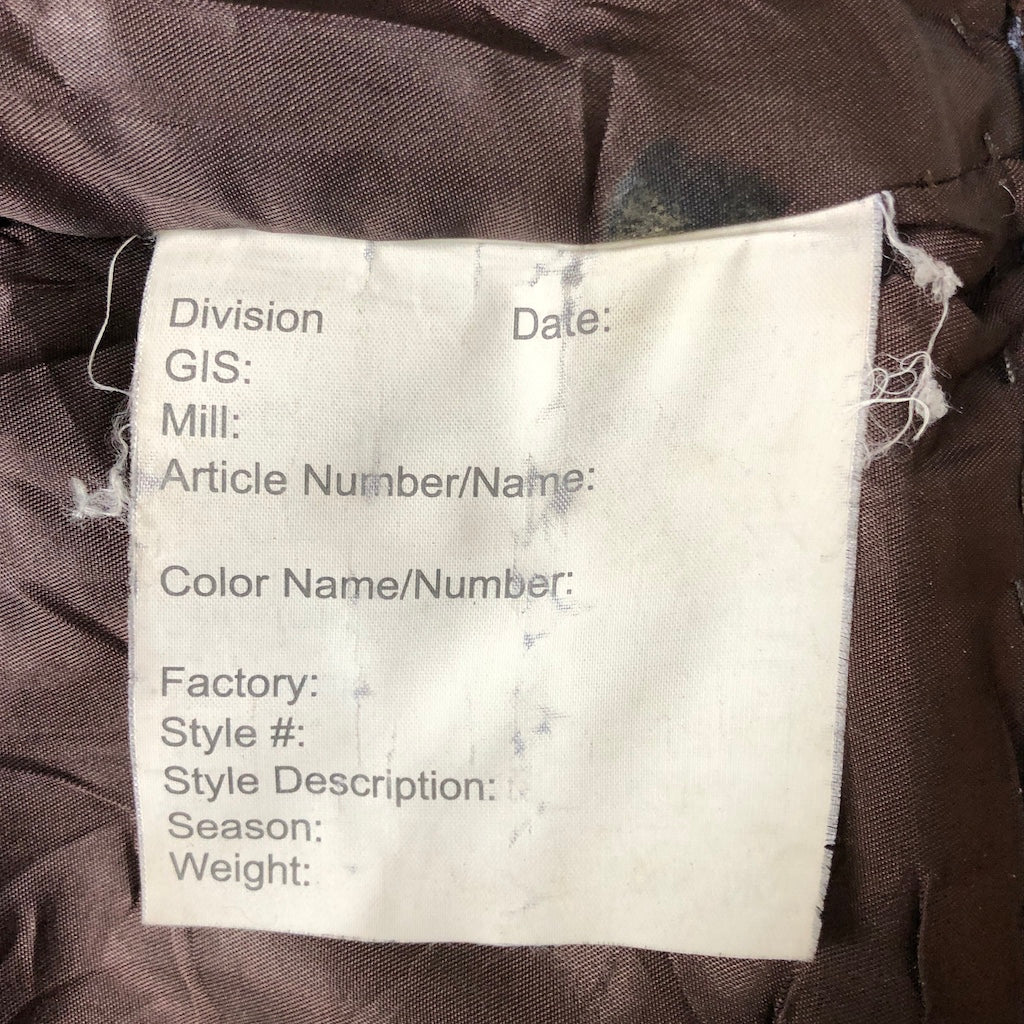 Division Date:
GIS:
Mill:
Article Number/Name:
Color Name/Number:
Factory:
Style #:
Style Description:
Season:
Weight: